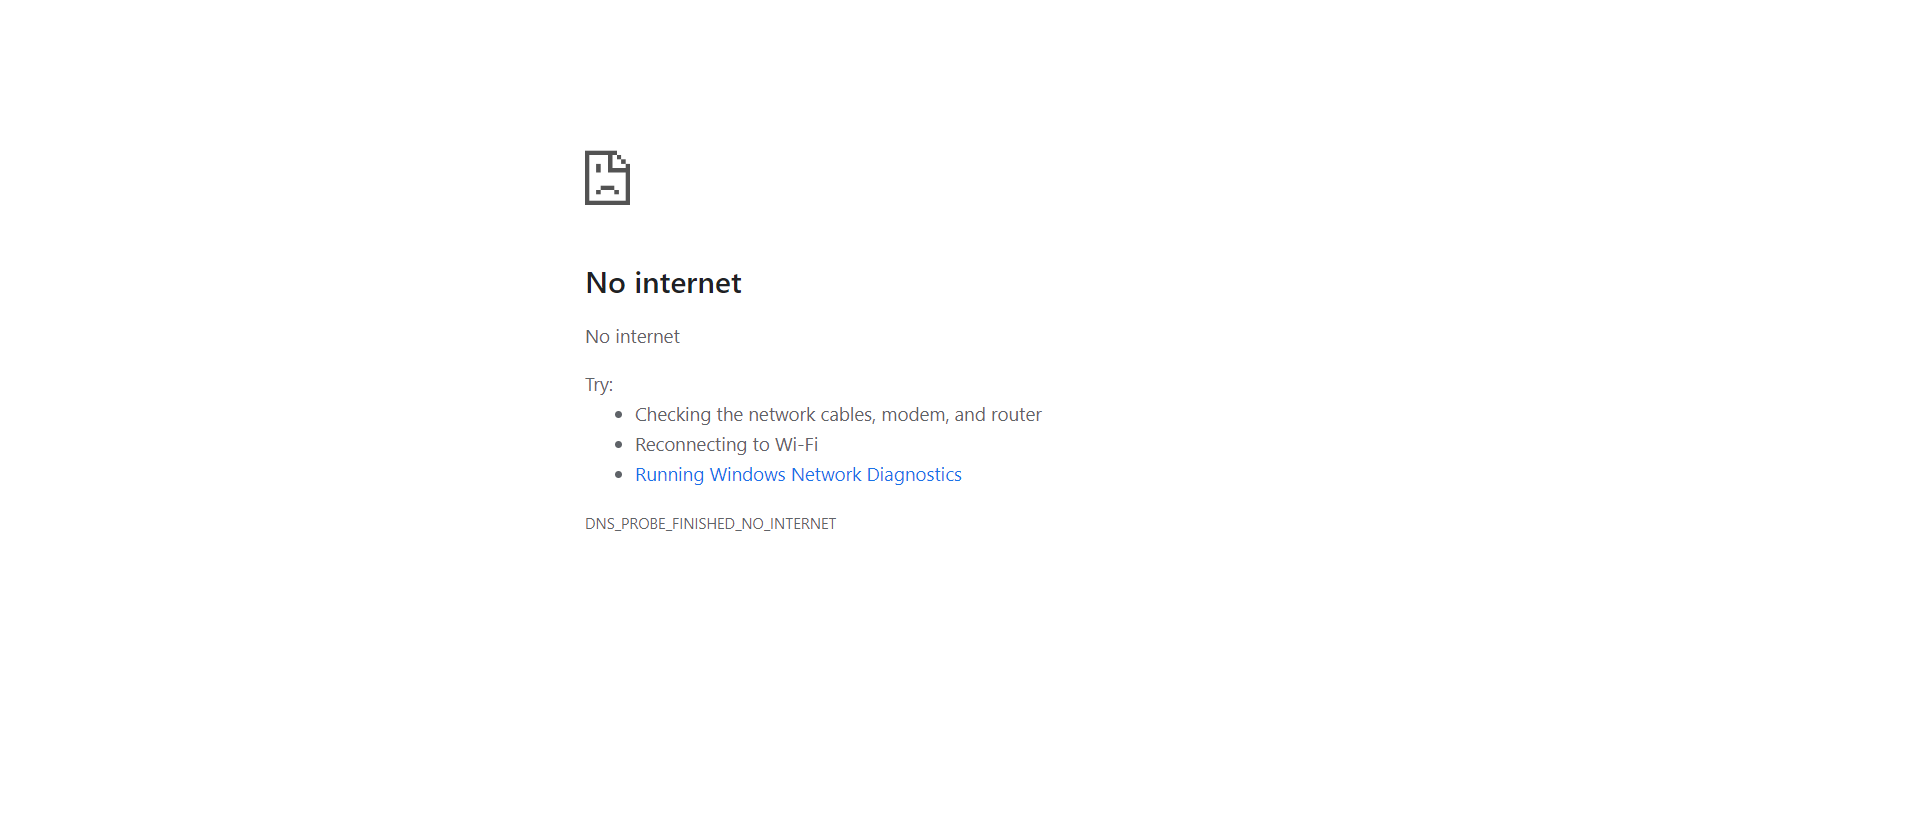 No internet
No internet
Try:
Checking the network cables, modem, and router
Reconnecting to Wi-Fi
Running Windows Network Diagnostics
DNS_PROBE_FINISHED_NO_INTERNET